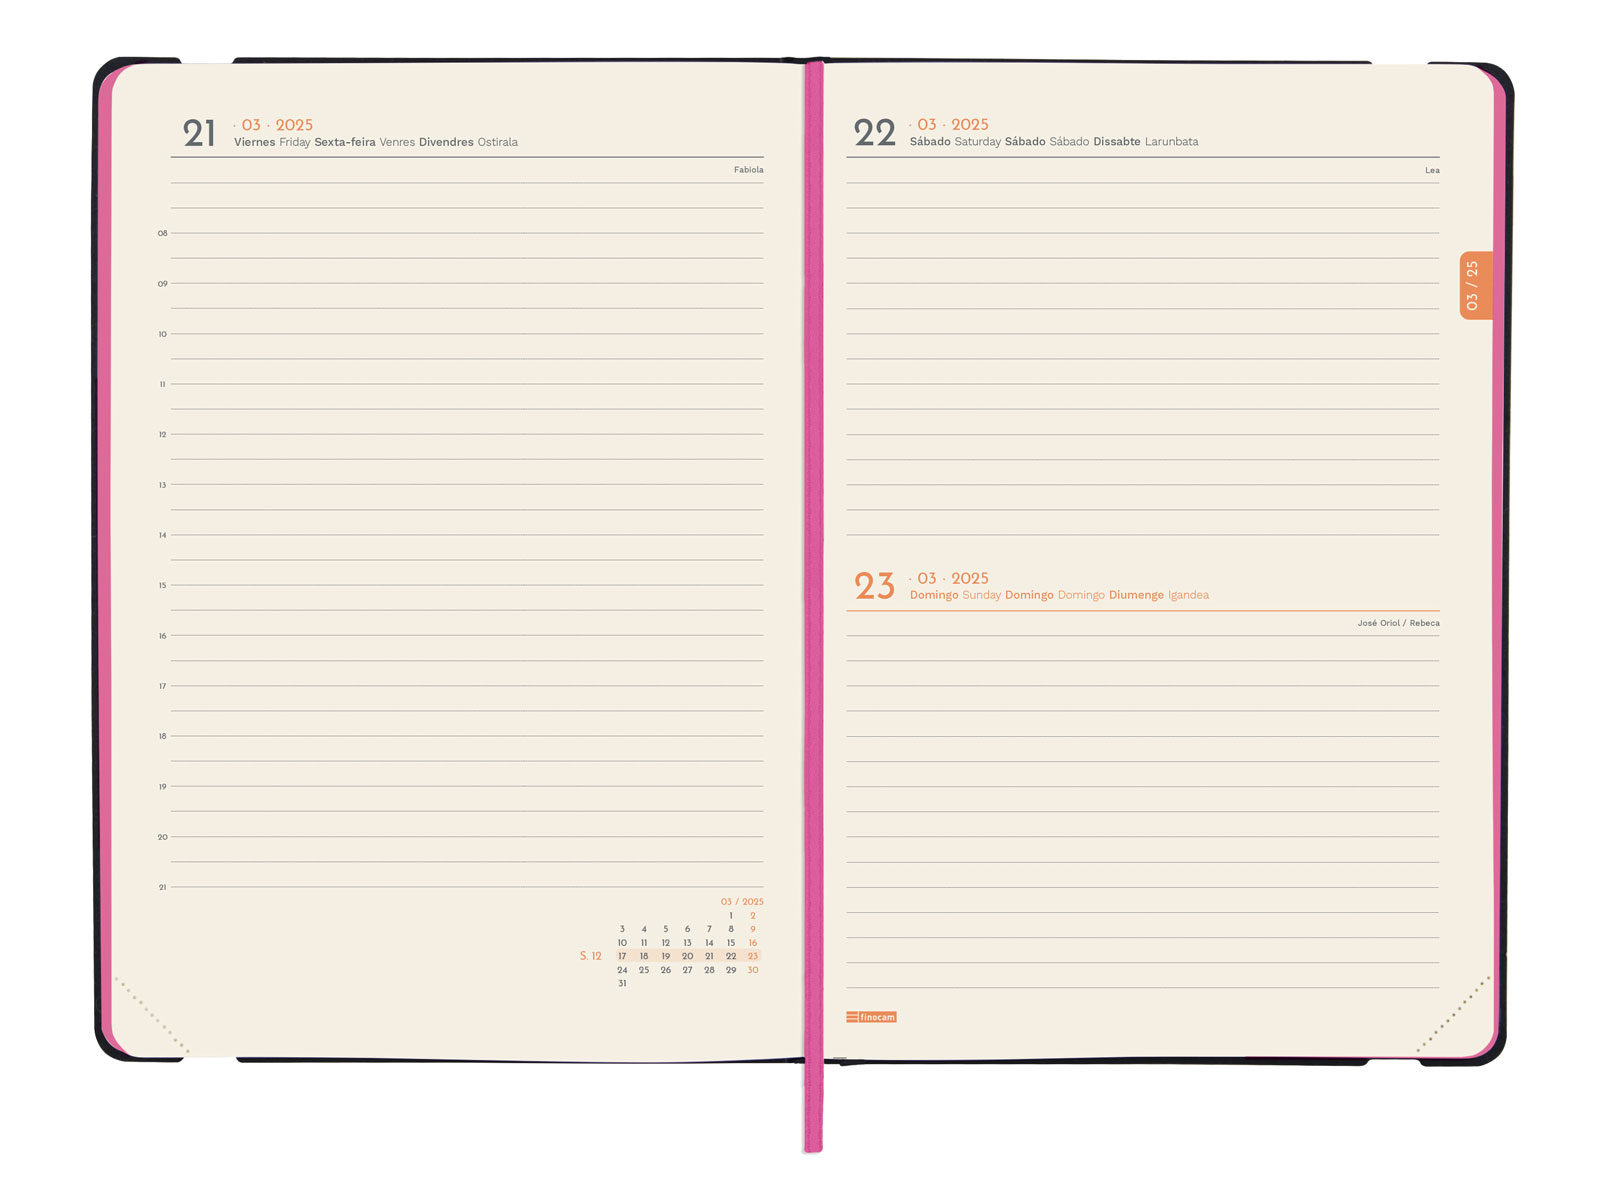 21 · 03 · 2025
Viernes Friday Sexta-feira Venres Divendres Ostirala
Fabiola
08
09
10
11
12
13
14
15
16
17
18
19
20
21
03 / 2025
1 2
3 4 5 6 7 8 9
10 11 12 13 14 15 16
S. 12 17 18 19 20 21 22 23
24 25 26 27 28 29 30
31
22 · 03 · 2025
Sábado Saturday Sábado Sábado Dissabte Larunbata
Lea
03 / 25
23 · 03 · 2025
Domingo Sunday Domingo Domingo Diumenge Igandea
José Oriol / Rebeca
finocam